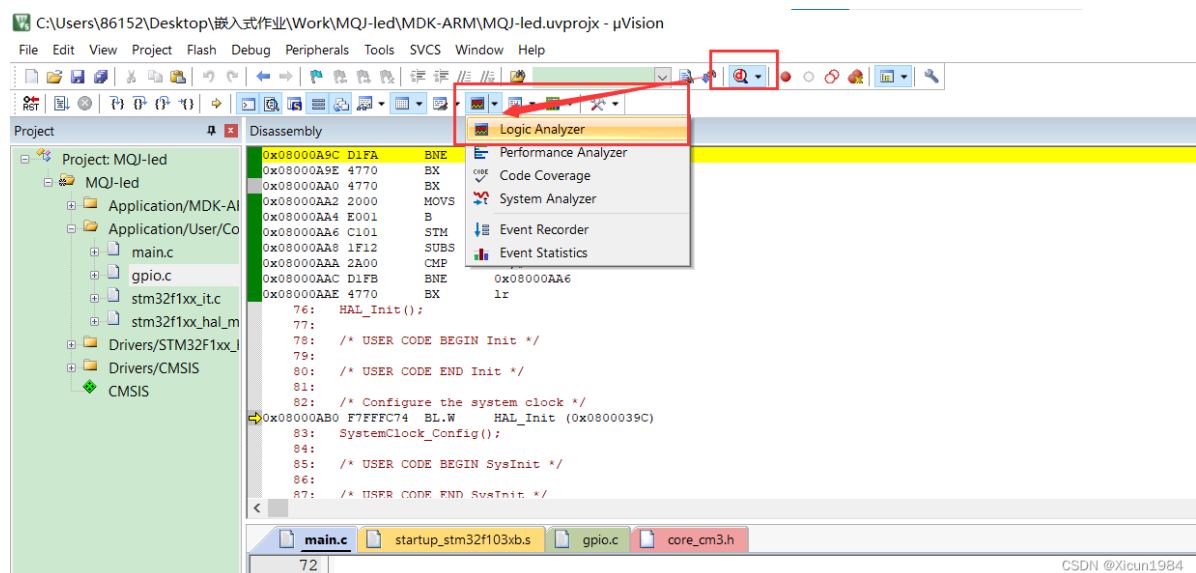 C:\Users\86152\Desktop\嵌入式作业\Work\MQJ-led\MDK-ARM\MQJ-led.uvprojx - µVision
File Edit View Project Flash Debug Peripherals Tools SVCS Window Help
Project
Disassembly
Logic Analyzer
Performance Analyzer
Code Coverage
System Analyzer
Event Recorder
Event Statistics
Project: MQJ-led
MQJ-led
Application/MDK-AI
Application/User/Co
main.c
gpio.c
stm32f1xx_it.c
stm32f1xx_hal_m
Drivers/STM32F1xx_I
Drivers/CMSIS
CMSIS
0x08000A9C D1FA BNE
0x08000A9E 4770 BX
0x08000AA0 4770 BX
0x08000AA2 2000 MOVS
0x08000AA4 E001 B
0x08000AA6 C101 STM
0x08000AA8 1F12 SUBS
0x08000AAA 2A00 CMP
0x08000AAC D1FB BNE 0x08000AA6
0x08000AAE 4770 BX lr
76: HAL_Init();
77:
78: /* USER CODE BEGIN Init */
79:
80: /* USER CODE END Init */
81:
82: /* Configure the system clock */
0x08000AB0 F7FFFC74 BL.W HAL_Init (0x0800039C)
83: SystemClock_Config();
84:
85: /* USER CODE BEGIN SysInit */
86:
87: /* USER CODE END SysInit */
main.c startup_stm32f103xb.s gpio.c core_cm3.h
72
CSDN @Xicun1984